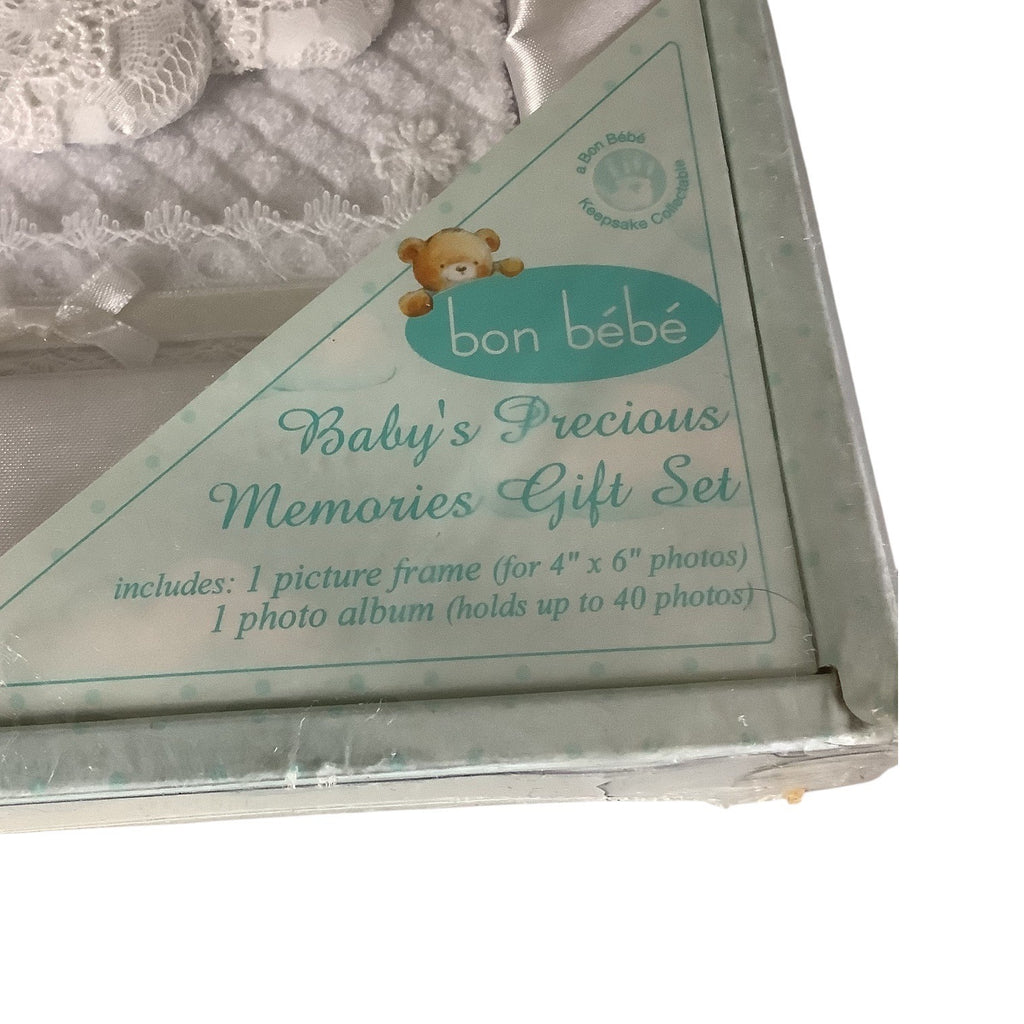 a Bon Bébé
Keepsake Collectable
bon bébé
Baby's Precious
Memories Gift Set
includes: 1 picture frame (for 4" x 6" photos)
1 photo album (holds up to 40 photos)